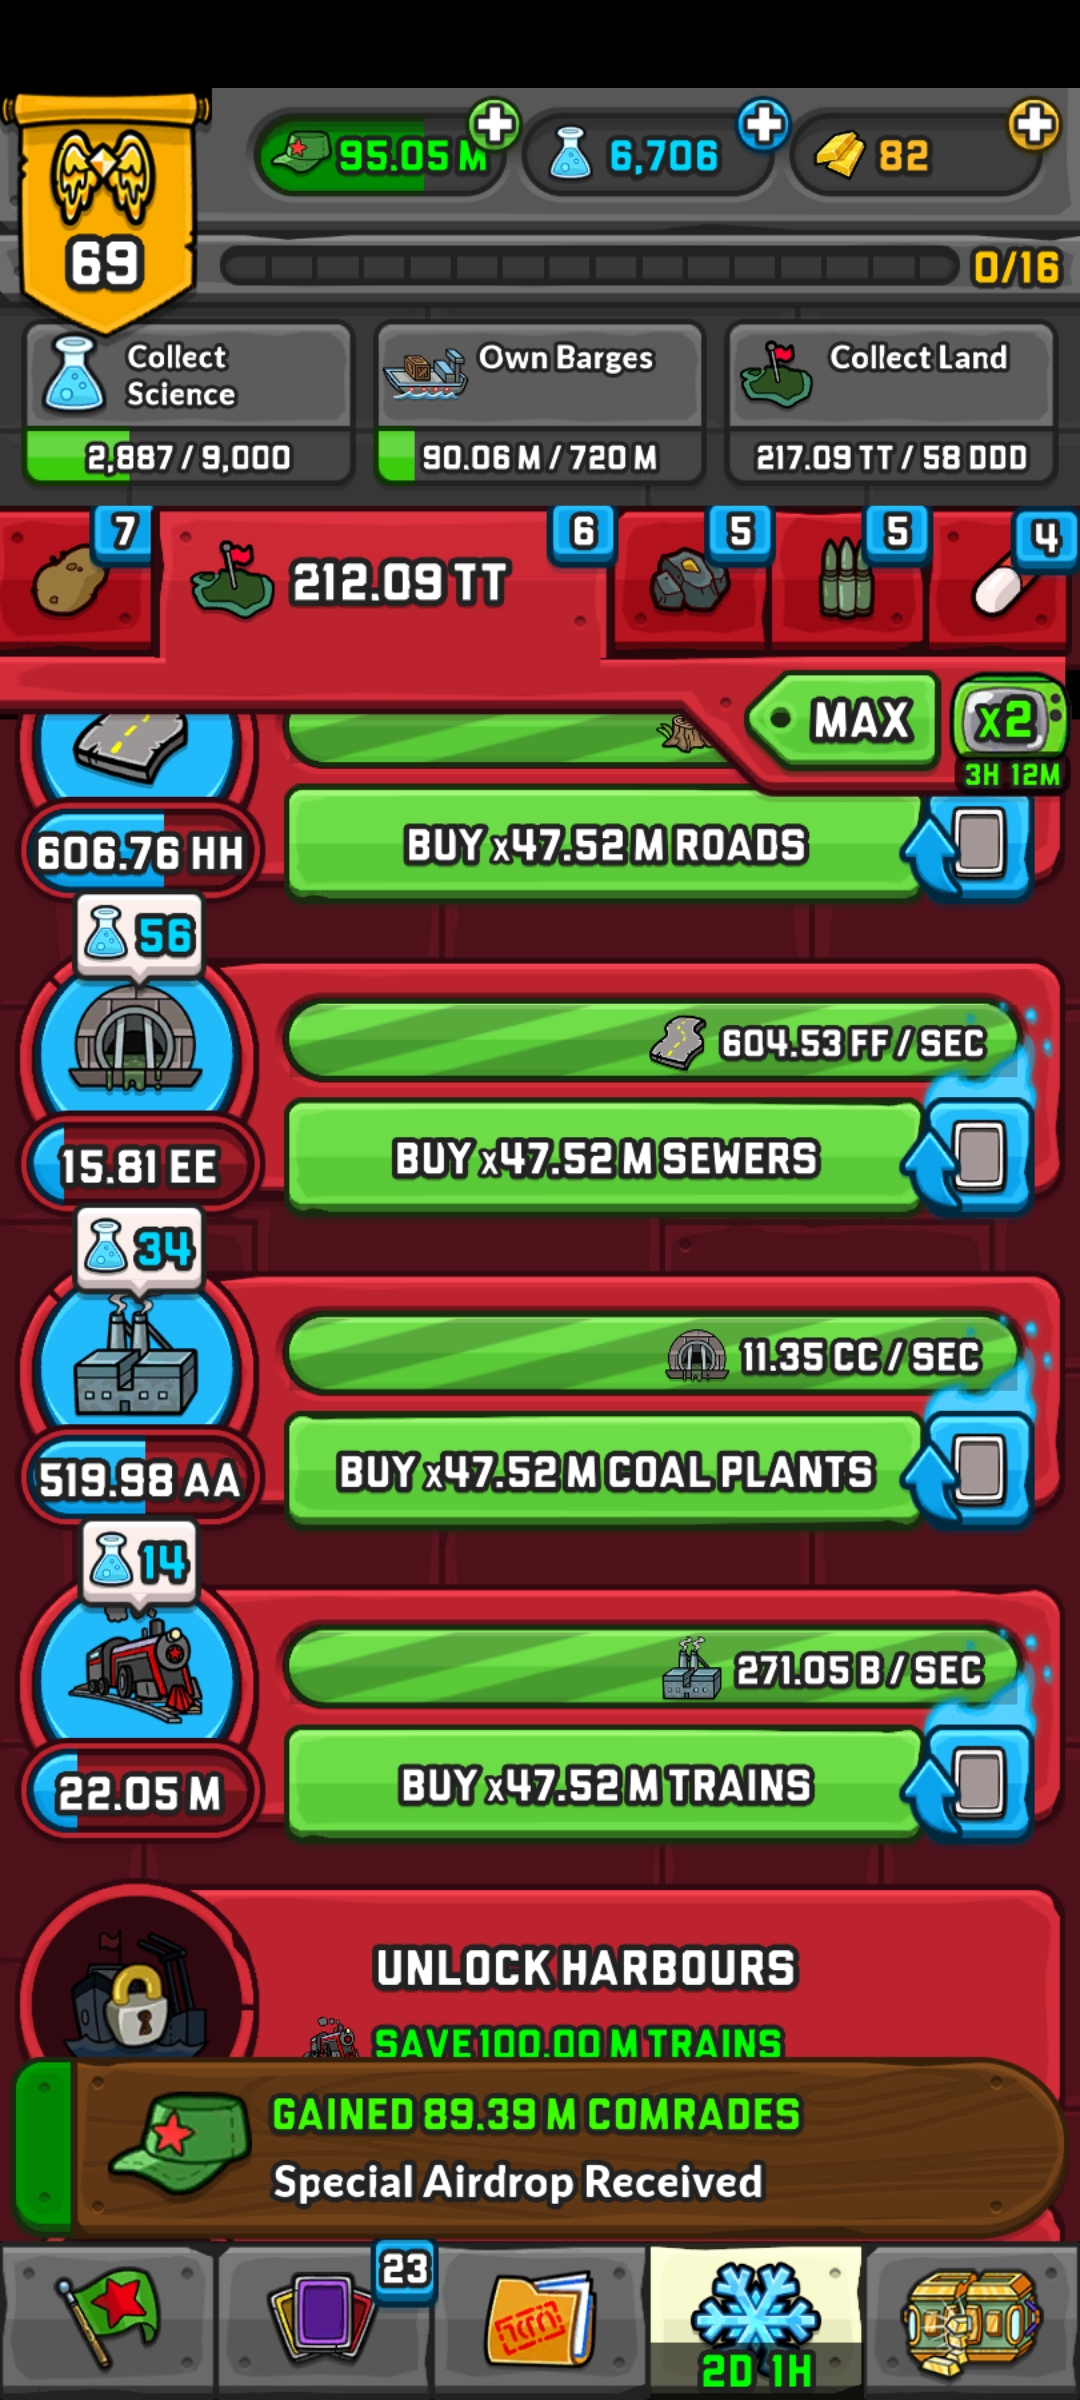 95.05 M
6,706
82
69
0/16
Collect
Science
2,887 / 9,000
Own Barges
90.06 M / 720 M
Collect Land
217.09 TT / 58 DDD
7
212.09 TT
6
5
5
4
MAX
x2
3H 12M
606.76 HH
BUY x47.52 M ROADS
56
604.53 FF / SEC
15.81 EE
BUY x47.52 M SEWERS
34
11.35 CC / SEC
519.98 AA
BUY x47.52 M COAL PLANTS
14
271.05 B / SEC
22.05 M
BUY x47.52 M TRAINS
UNLOCK HARBOURS
SAVE 100.00 M TRAINS
GAINED 89.39 M COMRADES
Special Airdrop Received
23
2D 1H